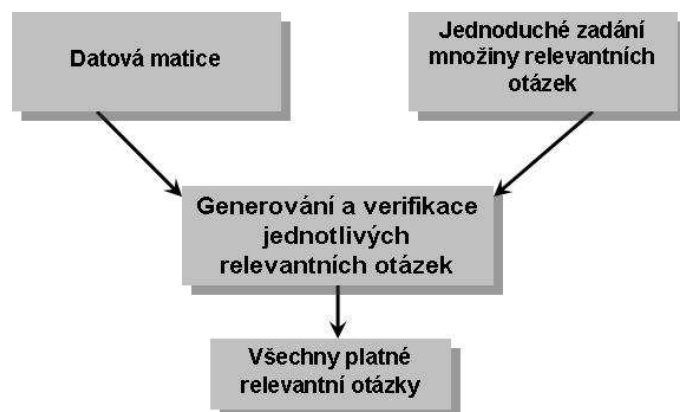 Datová matice
Jednoduché zadání
množiny relevantních
otázek
Generování a verifikace
jednotlivých
relevantních otázek
Všechny platné
relevantní otázky